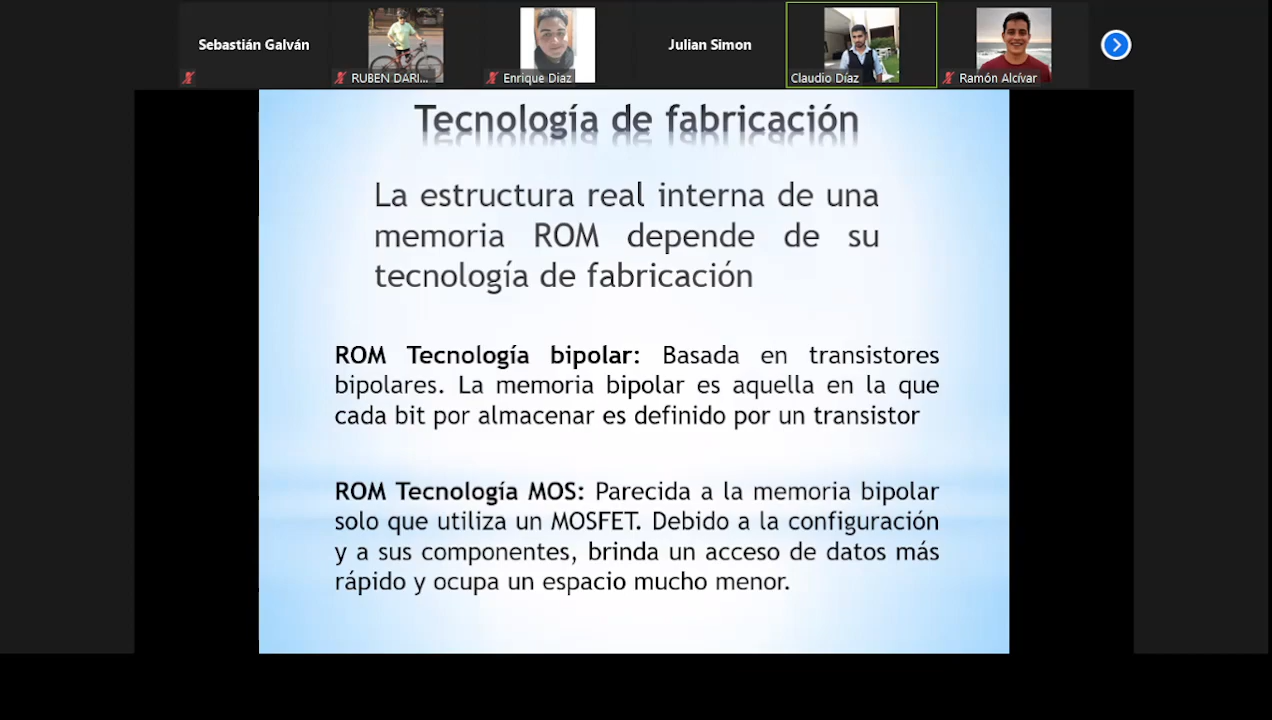 Sebastián Galván
RUBEN DARI...
Enrique Diaz
Julian Simon
Claudio Díaz
Ramón Alcívar
Tecnología de fabricación
La estructura real interna de una
memoria ROM depende de su
tecnología de fabricación
ROM Tecnología bipolar: Basada en transistores
bipolares. La memoria bipolar es aquella en la que
cada bit por almacenar es definido por un transistor
ROM Tecnología MOS: Parecida a la memoria bipolar
solo que utiliza un MOSFET. Debido a la configuración
y a sus componentes, brinda un acceso de datos más
rápido y ocupa un espacio mucho menor.